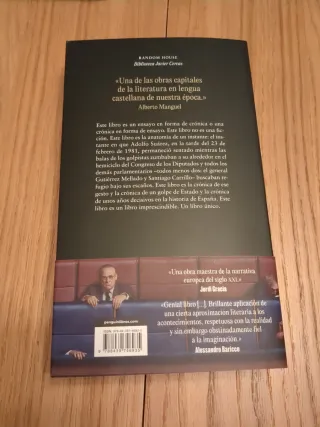 RANDOM HOUSE
Biblioteca Javier Cercas
«Una de las obras capitales
de la literatura en lengua
castellana de nuestra época.»
Alberto Manguel
Este libro es un ensayo en forma de crónica o una
crónica en forma de ensayo. Este libro no es una fic-
ción. Este libro es la anatomía de un instante: el ins-
tante en que Adolfo Suárez, en la tarde del 23 de
febrero de 1981, permaneció sentado mientras las
balas de los golpistas zumbaban a su alrededor en el
hemiciclo del Congreso de los Diputados y todos los
demás parlamentarios –todos menos dos: el general
Gutiérrez Mellado y Santiago Carrillo– buscaban re-
fugio bajo sus escaños. Este libro es la crónica de ese
gesto y la crónica de un golpe de Estado y la crónica de
unos años decisivos en la historia de España. Este
libro es un libro imprescindible. Un libro único.
«Una obra maestra de la narrativa
europea del siglo XXI.»
Jordi Gracia
«Genial libro [...]. Brillante aplicación de
una cierta aproximación literaria a los
acontecimientos, respetuosa con la realidad
y sin embargo obstinadamente fiel
a la imaginación.»
Alessandro Baricco
penguinlibros.com